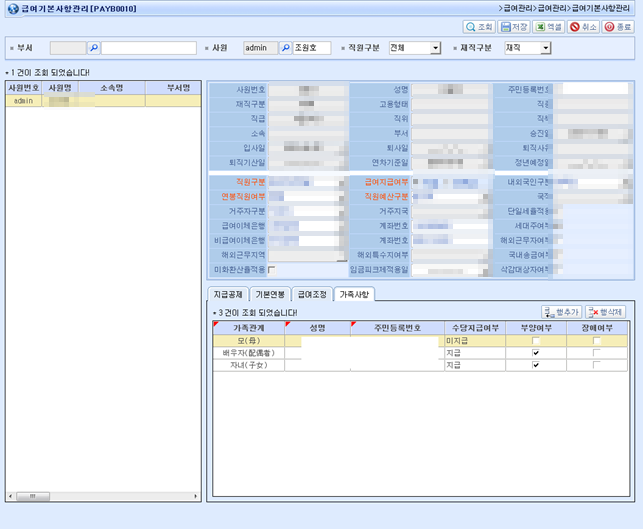 급여기본사항관리[PAYB0010]
>급여관리>급여관리>급여기본사항관리
조회 저장 엑셀 취소 종료
부서 사원 admin 조원호 직원구분 전체 재직구분 재직
* 1 건이 조회 되었습니다!
사원번호 사원명 소속명 부서명
admin
사원번호 성명 주민등록번호
재직구분 고용형태
직급 직위
소속 부서 승진일
입사일 퇴사일 퇴직사유
퇴직기산일 연차기준일 정년예정일
직원구분 급여지급여부 내외국인구분
연봉직원여부 직원예산구분
거주자구분 거주지국 단일세율적용
급여이체은행 계좌번호 세대주여부
비급여이체은행 계좌번호 해외근무자여부
해외근무지역 해외특수지여부 국내송금여부
미화환산율적용 임금피크제적용일 삭감대상자여부
지급공제 기본연봉 급여조정 가족사항
* 3 건이 조회 되었습니다!
행추가 행삭제
가족관계 성명 주민등록번호 수당지급여부 부양여부 장애여부
모(母) 미지급
배우자(配偶者) 지급
자녀(子女) 지급